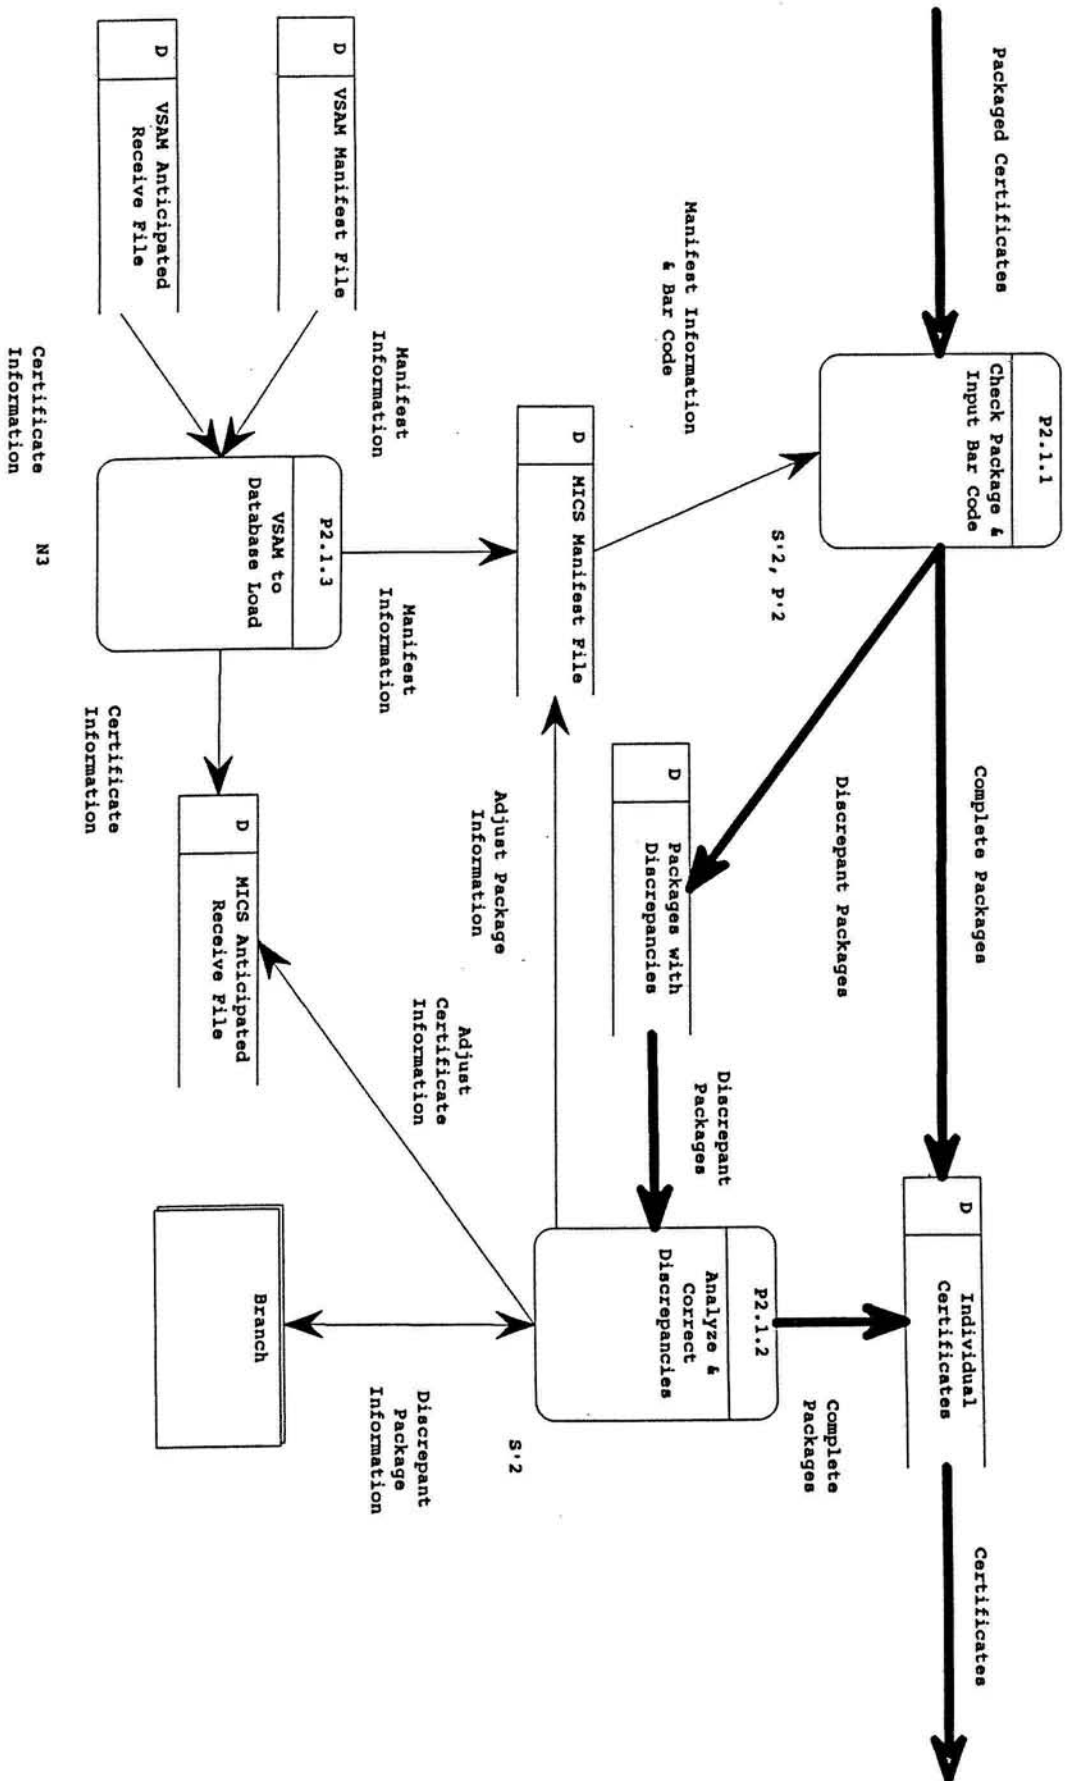 Packaged Certificates
P2.1.1
Check Package &
Input Bar Code
Complete Packages
D
Individual
Certificates
Certificates
Manifest Information
& Bar Code
S'2, P'2
Discrepant Packages
P2.1.2
Analyze &
Correct
Discrepancies
Complete
Packages
D
Packages with
Discrepancies
Discrepant
Packages
D
MICS Manifest File
Adjust Package
Information
S'2
D
VSAM Manifest File
Manifest
Information
P2.1.3
VSAM to
Database Load
Manifest
Information
Adjust
Certificate
Information
Discrepant
Package
Information
D
VSAM Anticipated
Receive File
D
MICS Anticipated
Receive File
Branch
Certificate
Information
N3
Certificate
Information